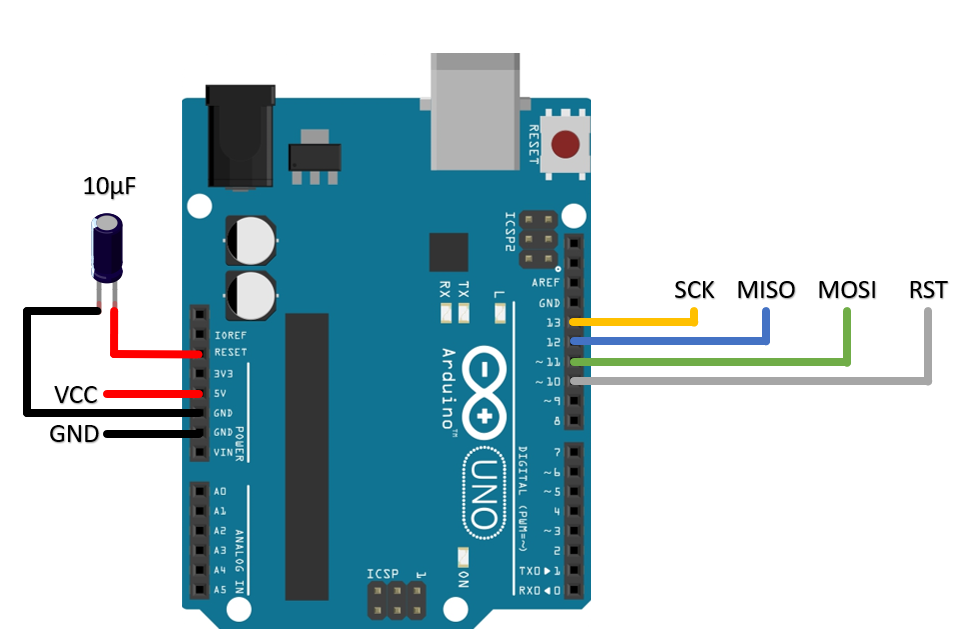 10µF
RESET
ICSP2
RX
TX
L
AREF
GND
13
12
~11
~10
~9
8
SCK
MISO
MOSI
RST
IOREF
RESET
3V3
5V
GND
GND
VIN
POWER
VCC
GND
Arduino™
UNO
A0
A1
A2
A3
A4
A5
ANALOG IN
7
~6
~5
4
~3
2
TX0▶1
RX0◀0
DIGITAL (PWM=~)
ICSP
1
ON